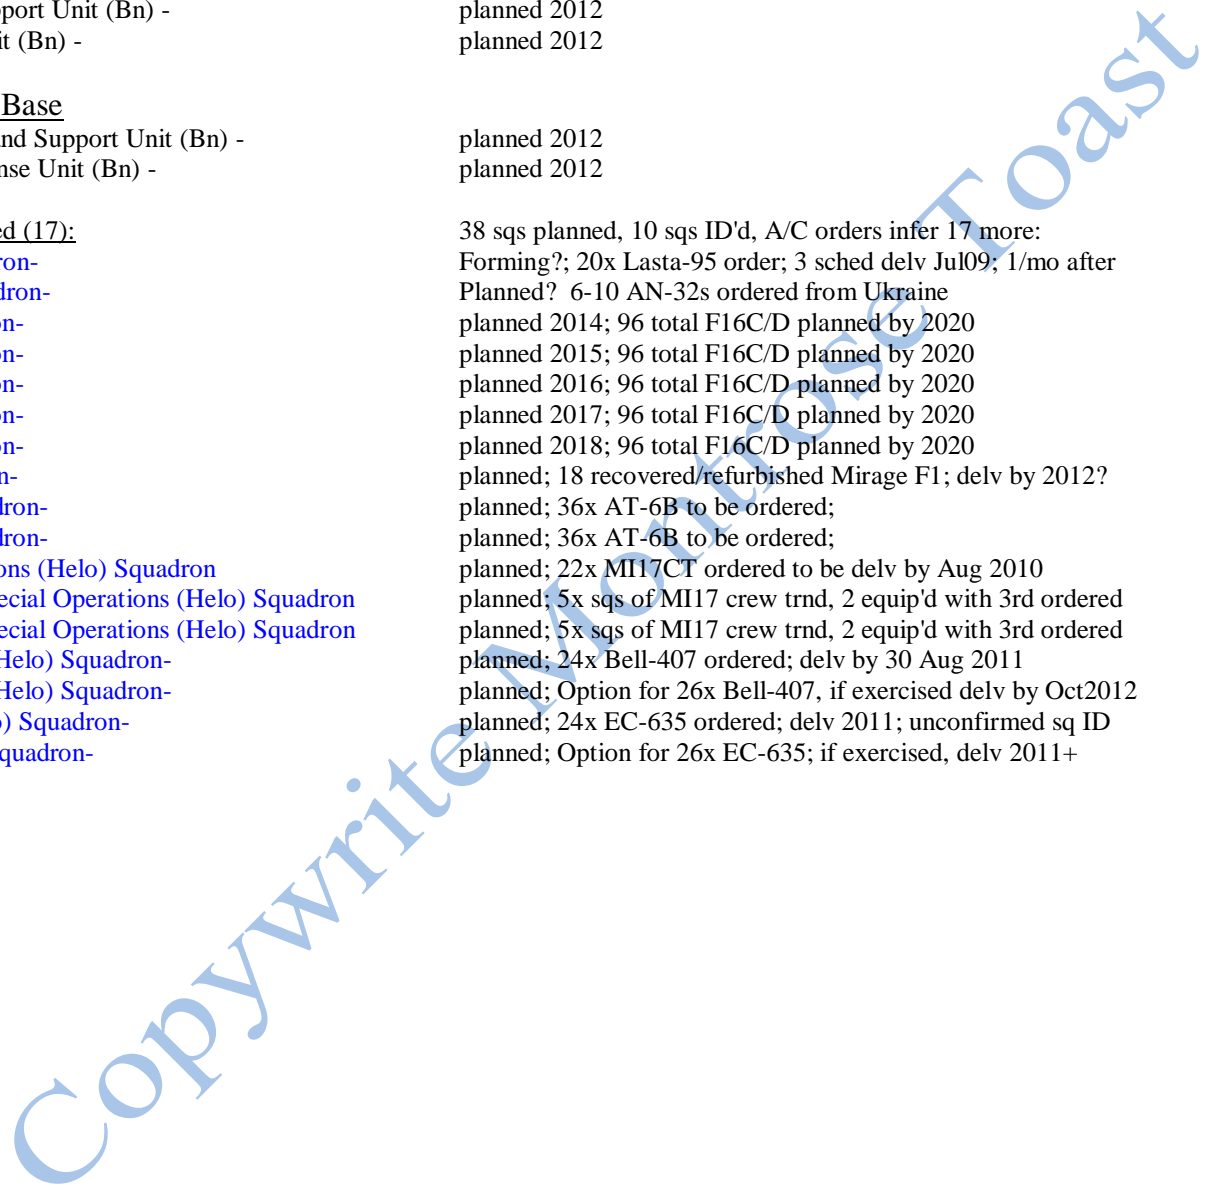 port Unit (Bn) - planned 2012
it (Bn) - planned 2012
Base
nd Support Unit (Bn) - planned 2012
nse Unit (Bn) - planned 2012
ed (17): 38 sqs planned, 10 sqs ID'd, A/C orders infer 17 more:
ron- Forming?; 20x Lasta-95 order; 3 sched delv Jul09; 1/mo after
dron- Planned? 6-10 AN-32s ordered from Ukraine
n- planned 2014; 96 total F16C/D planned by 2020
n- planned 2015; 96 total F16C/D planned by 2020
n- planned 2016; 96 total F16C/D planned by 2020
on- planned 2017; 96 total F16C/D planned by 2020
on- planned 2018; 96 total F16C/D planned by 2020
n- planned; 18 recovered/refurbished Mirage F1; delv by 2012?
dron- planned; 36x AT-6B to be ordered;
dron- planned; 36x AT-6B to be ordered;
ons (Helo) Squadron planned; 22x MI17CT ordered to be delv by Aug 2010
ecial Operations (Helo) Squadron planned; 5x sqs of MI17 crew trnd, 2 equip'd with 3rd ordered
ecial Operations (Helo) Squadron planned; 5x sqs of MI17 crew trnd, 2 equip'd with 3rd ordered
Helo) Squadron- planned; 24x Bell-407 ordered; delv by 30 Aug 2011
Helo) Squadron- planned; Option for 26x Bell-407, if exercised delv by Oct2012
o) Squadron- planned; 24x EC-635 ordered; delv 2011; unconfirmed sq ID
quadron- planned; Option for 26x EC-635; if exercised, delv 2011+
Copywrite Montrose Toast